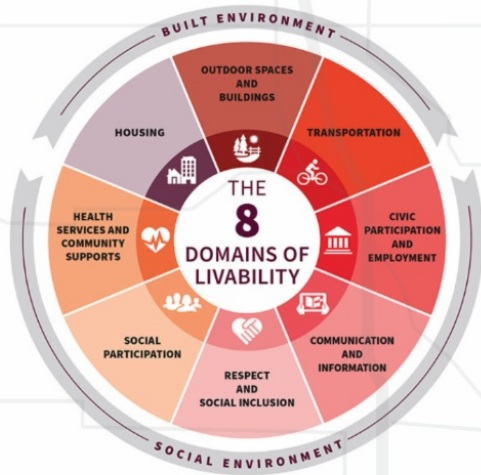 BUILT ENVIRONMENT
OUTDOOR SPACES
AND
BUILDINGS
TRANSPORTATION
CIVIC
PARTICIPATION
AND
EMPLOYMENT
COMMUNICATION
AND
INFORMATION
RESPECT
AND
SOCIAL INCLUSION
SOCIAL
PARTICIPATION
HEALTH
SERVICES AND
COMMUNITY
SUPPORTS
HOUSING
THE
8
DOMAINS OF
LIVABILITY
SOCIAL ENVIRONMENT